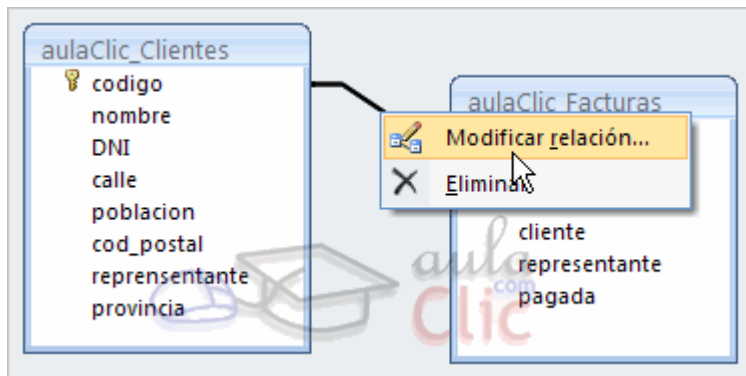 aulaClic_Clientes
codigo
nombre
DNI
calle
poblacion
cod_postal
reprensentante
provincia
aulaClic_Facturas
Modificar relación...
Eliminar
cliente
representante
pagada
aula
.com
Clic